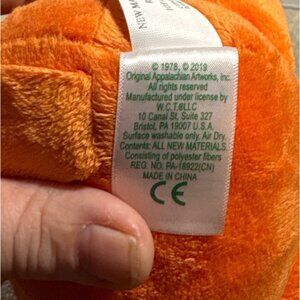 NEW MA
© 1978, © 2019
Original Appalachian Artworks, Inc.
All rights reserved
Manufactured under license by
W.C.T.®LLC
10 Canal St, Suite 327
Bristol, PA 19007 U.S.A.
Surface washable only. Air Dry.
Contents: ALL NEW MATERIALS
Consisting of polyester fibers
REG. NO. PA-18922(CN)
MADE IN CHINA
CE